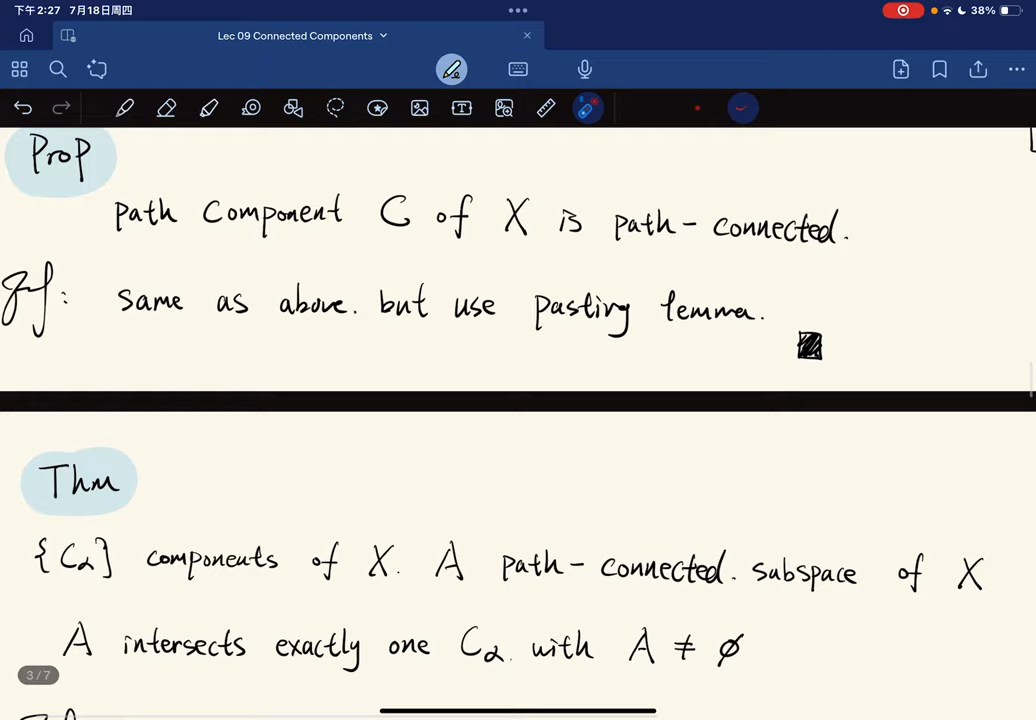 下午2:27 7月18日周四
38%
Lec 09 Connected Components
Prop
path component C of X is path-connected.
pf: same as above. but use pasting lemma.
Thm
{Cα} components of X. A path-connected. subspace of X
A intersects exactly one Cα. with A ≠ ∅
3/7